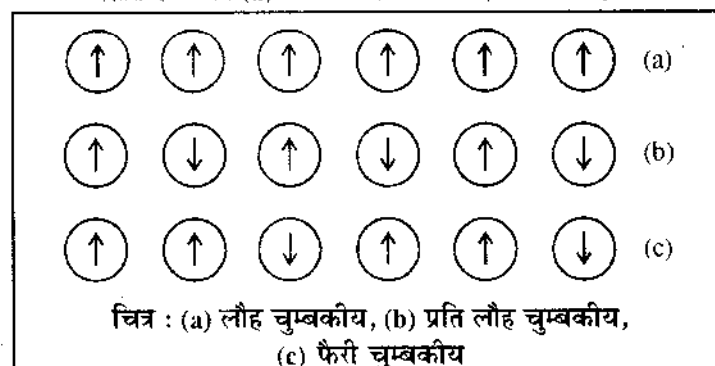 (a)
(b)
(c)
चित्र : (a) लौह चुम्बकीय, (b) प्रति लौह चुम्बकीय,
(c) फैरी चुम्बकीय